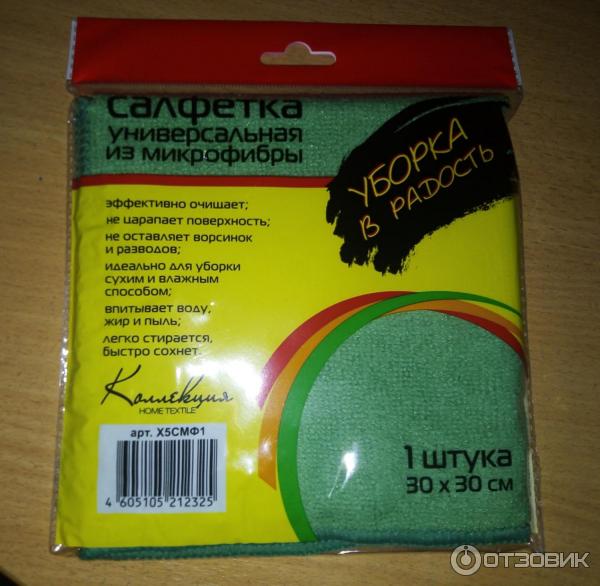 салфетка
универсальная
из микрофибры
УБОРКА
В РАДОСТЬ
эффективно очищает;
не царапает поверхность;
не оставляет ворсинок
и разводов;
идеально для уборки
сухим и влажным
способом;
впитывает воду,
жир и пыль;
легко стирается,
быстро сохнет.
Коллекция
HOME TEXTILE
арт. Х5СМФ1
4 605105 212325
1 штука
30 x 30 см
ОТЗОВИК